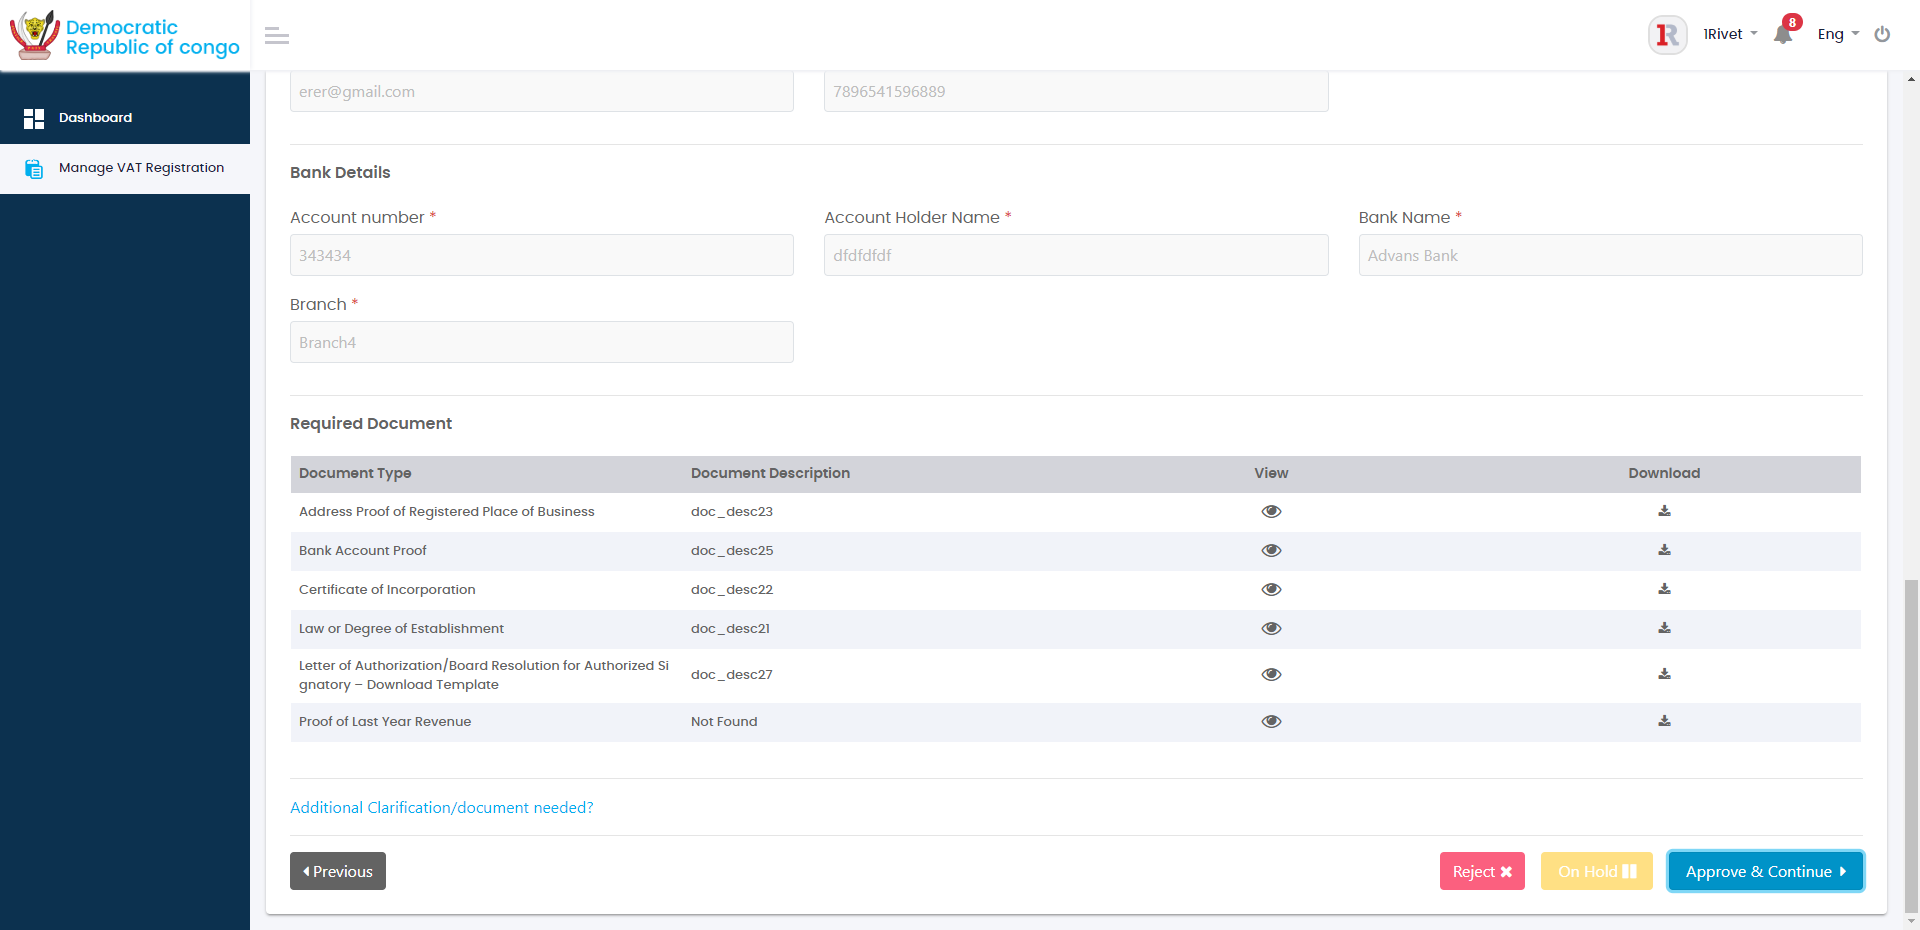 Democratic
Republic of congo
1R
1Rivet
8
Eng
Dashboard
Manage VAT Registration
erer@gmail.com
7896541596889
Bank Details
Account number *
Account Holder Name *
Bank Name *
343434
dfdfdfdf
Advans Bank
Branch *
Branch4
Required Document
Document Type
Document Description
View
Download
Address Proof of Registered Place of Business
doc_desc23
Bank Account Proof
doc_desc25
Certificate of Incorporation
doc_desc22
Law or Degree of Establishment
doc_desc21
Letter of Authorization/Board Resolution for Authorized Si
gnatory – Download Template
doc_desc27
Proof of Last Year Revenue
Not Found
Additional Clarification/document needed?
Previous
Reject
On Hold
Approve & Continue